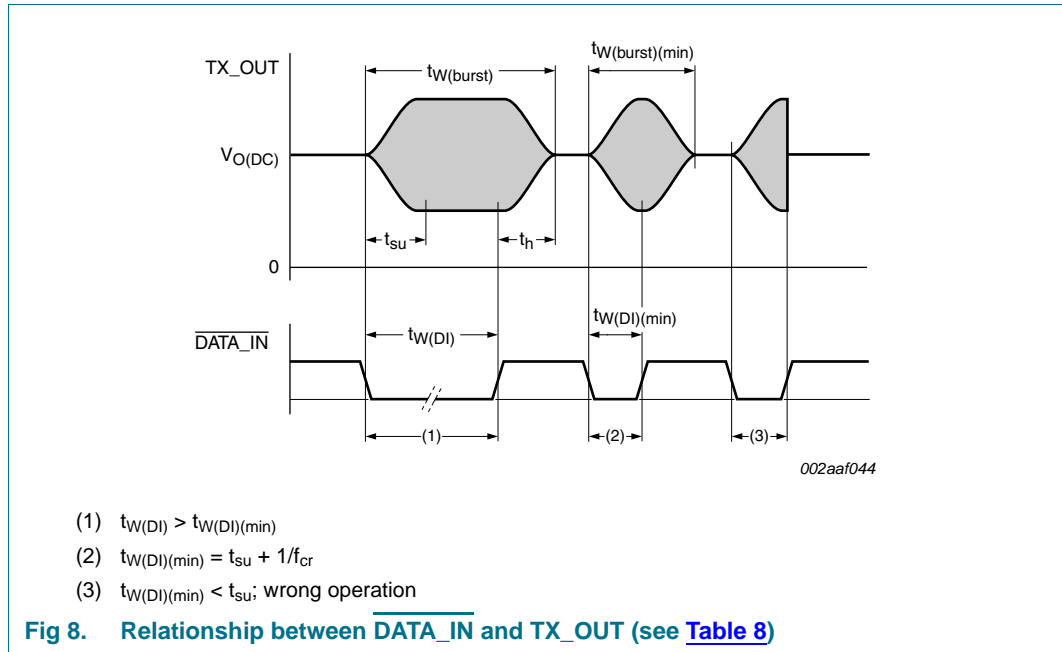 TX_OUT
tW(burst)
tW(burst)(min)
VO(DC)
tsu
th
0
DATA_IN
tW(DI)
tW(DI)(min)
(1)
(2)
(3)
002aaf044
(1) tW(DI) > tW(DI)(min)
(2) tW(DI)(min) = tsu + 1/fcr
(3) tW(DI)(min) < tsu; wrong operation
Fig 8. Relationship between DATA_IN and TX_OUT (see Table 8)